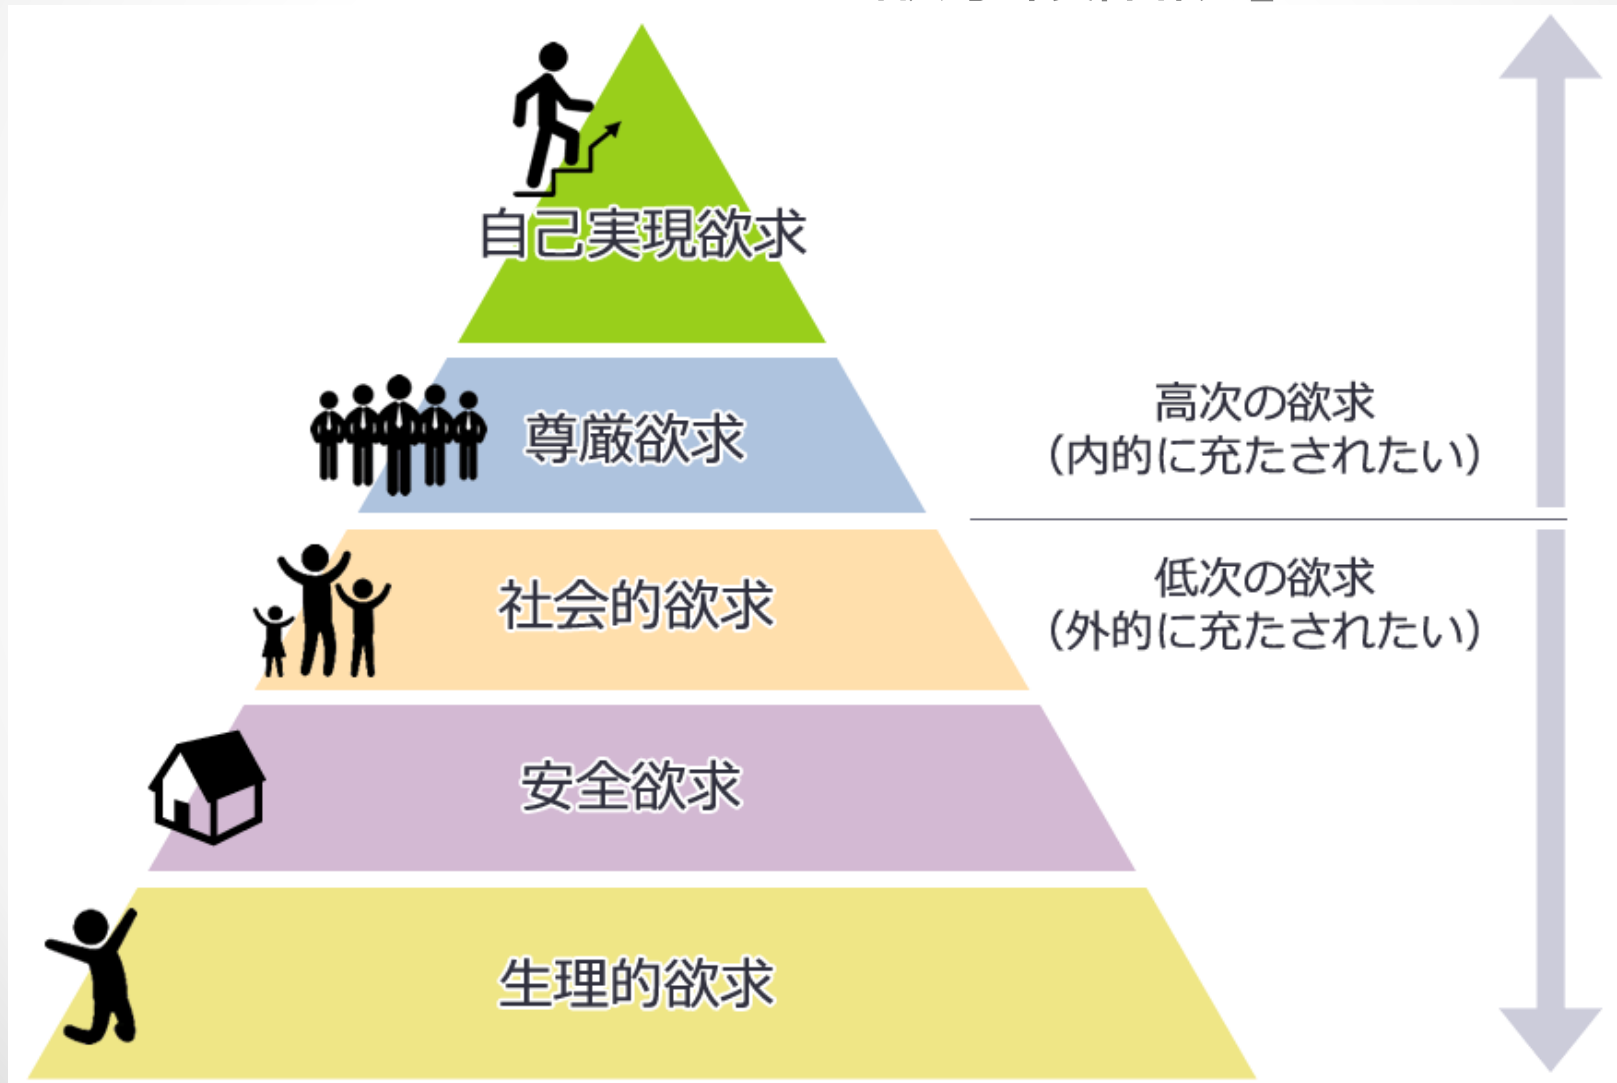 自己実現欲求
尊厳欲求
高次の欲求
（内的に充たされたい）
社会的欲求
低次の欲求
（外的に充たされたい）
安全欲求
生理的欲求